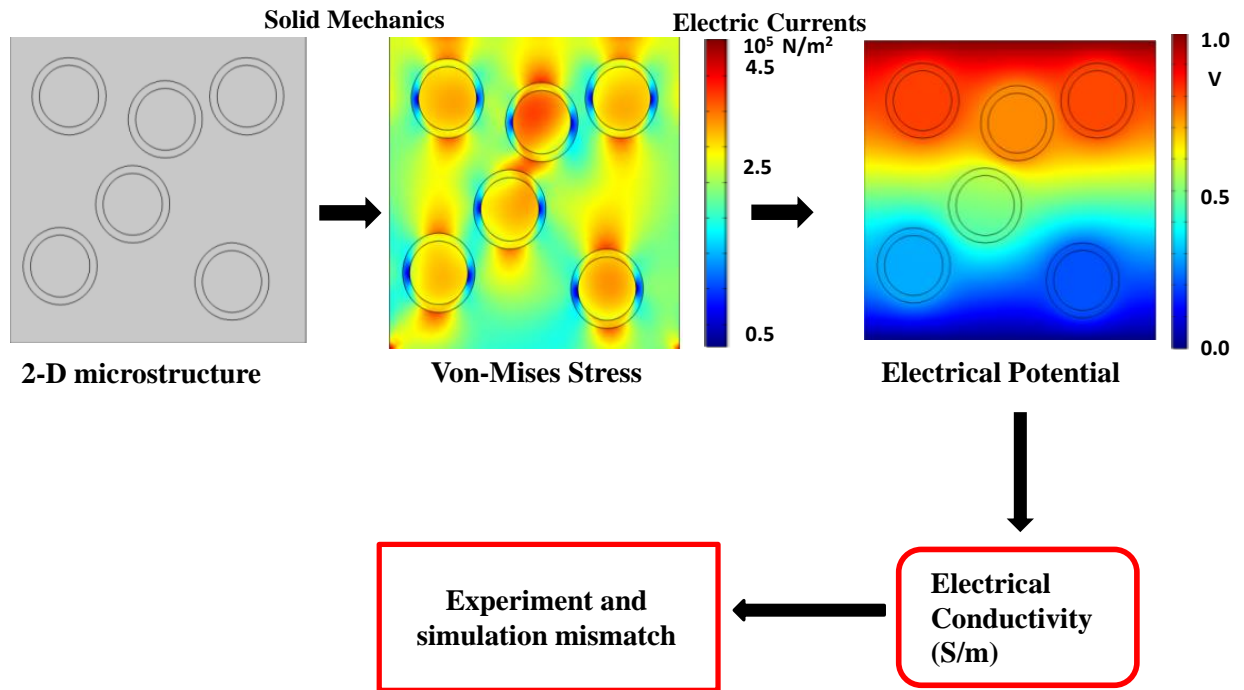 Solid Mechanics
Electric Currents
10⁵ N/m²
4.5
2.5
0.5
1.0
V
0.5
0.0
2-D microstructure
Von-Mises Stress
Electrical Potential
Experiment and
simulation mismatch
Electrical
Conductivity
(S/m)